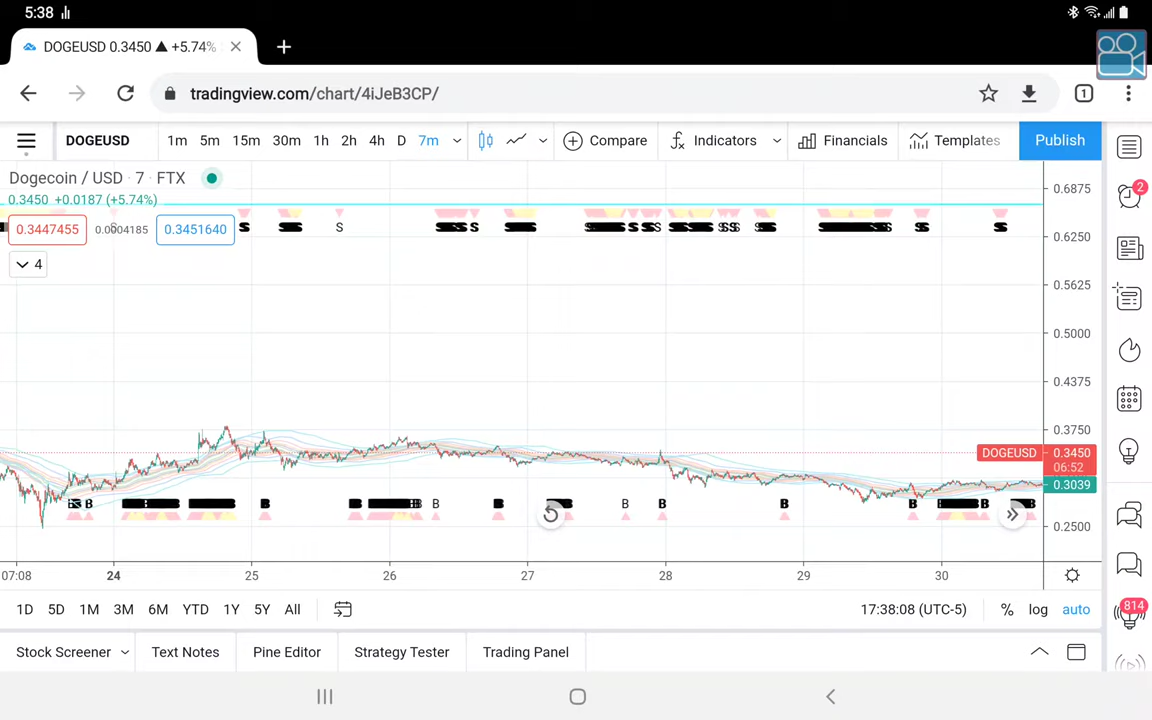 5:38
DOGEUSD 0.3450 ▲ +5.74%
tradingview.com/chart/4iJeB3CP/
1
DOGEUSD 1m 5m 15m 30m 1h 2h 4h D 7m Compare Indicators Financials Templates Publish
Dogecoin / USD · 7 · FTX
0.3450 +0.0187 (+5.74%)
0.3447455 0.0004185 0.3451640
4
S S S S S S S S S S S S S S S S
2
0.6875
0.6250
0.5625
0.5000
0.4375
0.3750
DOGEUSD 0.3450
06:52
0.3039
0.2500
B B B B B B B B B B B
07:08 24 25 26 27 28 29 30
1D 5D 1M 3M 6M YTD 1Y 5Y All 17:38:08 (UTC-5) % log auto
814
Stock Screener Text Notes Pine Editor Strategy Tester Trading Panel